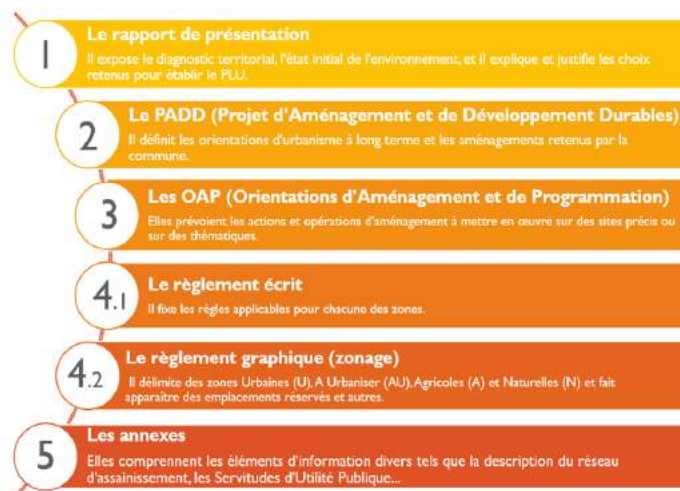 1
Le rapport de présentation
Il expose le diagnostic territorial, l'état initial de l'environnement, et il explique et justifie les choix
retenus pour établir le PLU.
2
Le PADD (Projet d'Aménagement et de Développement Durables)
Il définit les orientations d'urbanisme à long terme et les aménagements retenus par la
commune.
3
Les OAP (Orientations d'Aménagement et de Programmation)
Elles prévoient les actions et opérations d'aménagement à mettre en œuvre sur des sites précis ou
sur des thématiques.
4.1
Le règlement écrit
Il fixe les règles applicables pour chacune des zones.
4.2
Le règlement graphique (zonage)
Il délimite des zones Urbaines (U), A Urbaniser (AU), Agricoles (A) et Naturelles (N) et fait
apparaître des emplacements réservés et autres.
5
Les annexes
Elles comprennent les éléments d'information divers tels que la description du réseau
d'assainissement, les Servitudes d'Utilité Publique...